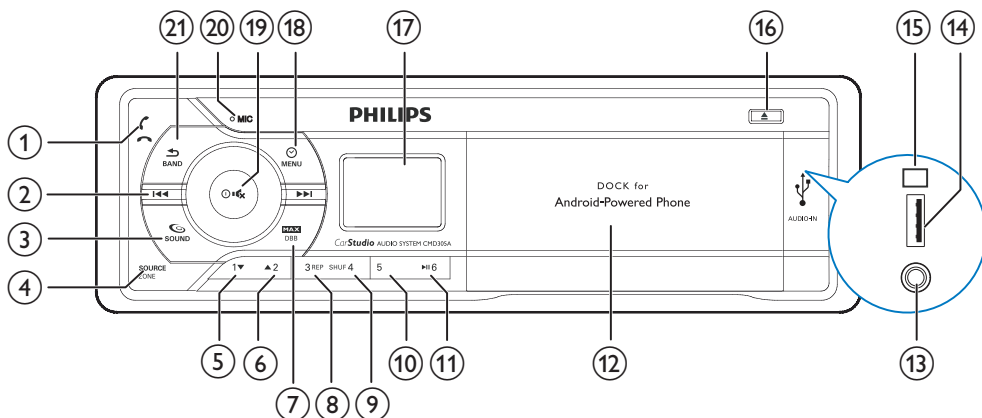 21 20 19 18 17 16 15 14
1
MIC
PHILIPS
BAND
MENU
2
DOCK for
Android-Powered Phone
AUDIO-IN
3
SOUND
MAX
DBB
CarStudio AUDIO SYSTEM CMD305A
4
SOURCE
ZONE
1 2 3 REP SHUF 4 5 6
5 6 7 8 9 10 11 12 13